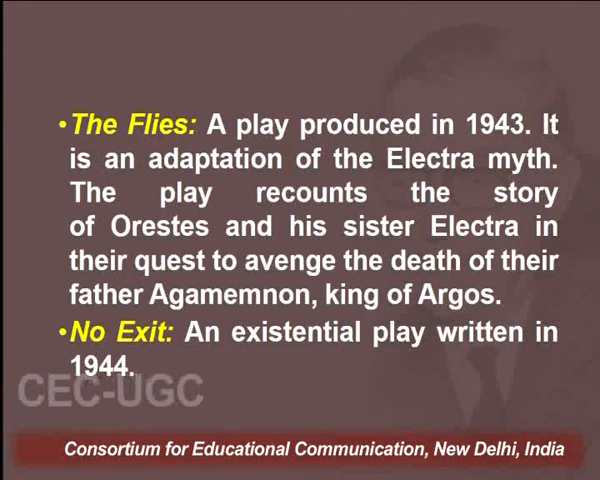 •The Flies: A play produced in 1943. It
is an adaptation of the Electra myth.
The play recounts the story
of Orestes and his sister Electra in
their quest to avenge the death of their
father Agamemnon, king of Argos.
•No Exit: An existential play written in
1944.
CEC-UGC
Consortium for Educational Communication, New Delhi, India